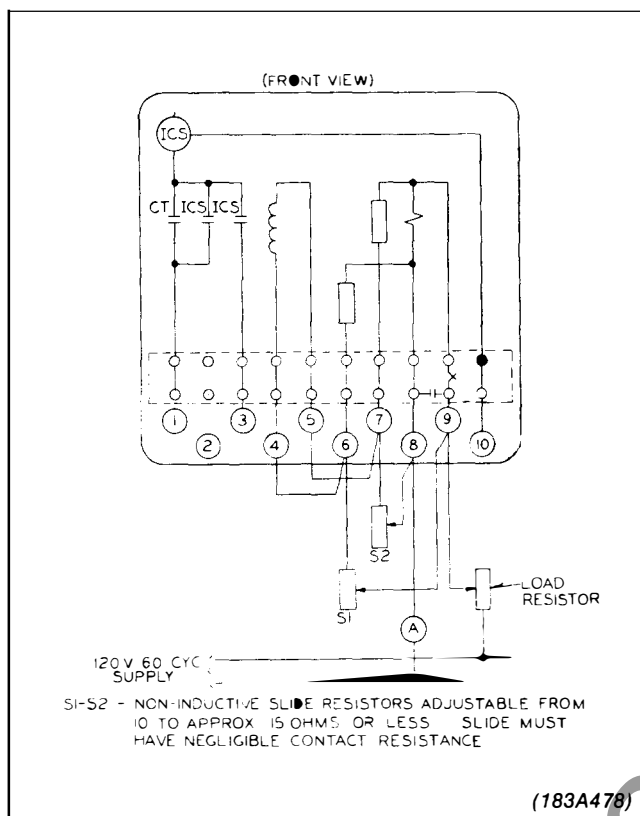 (FRONT VIEW)
ICS
CT ICS ICS
1
2
3
4
5
6
7
8
9
10
S2
S1
LOAD
RESISTOR
A
120 V 60 CYC
SUPPLY
S1-S2 - NON-INDUCTIVE SLIDE RESISTORS ADJUSTABLE FROM
10 TO APPROX 15 OHMS OR LESS SLIDE MUST
HAVE NEGLIGIBLE CONTACT RESISTANCE
(183A478)